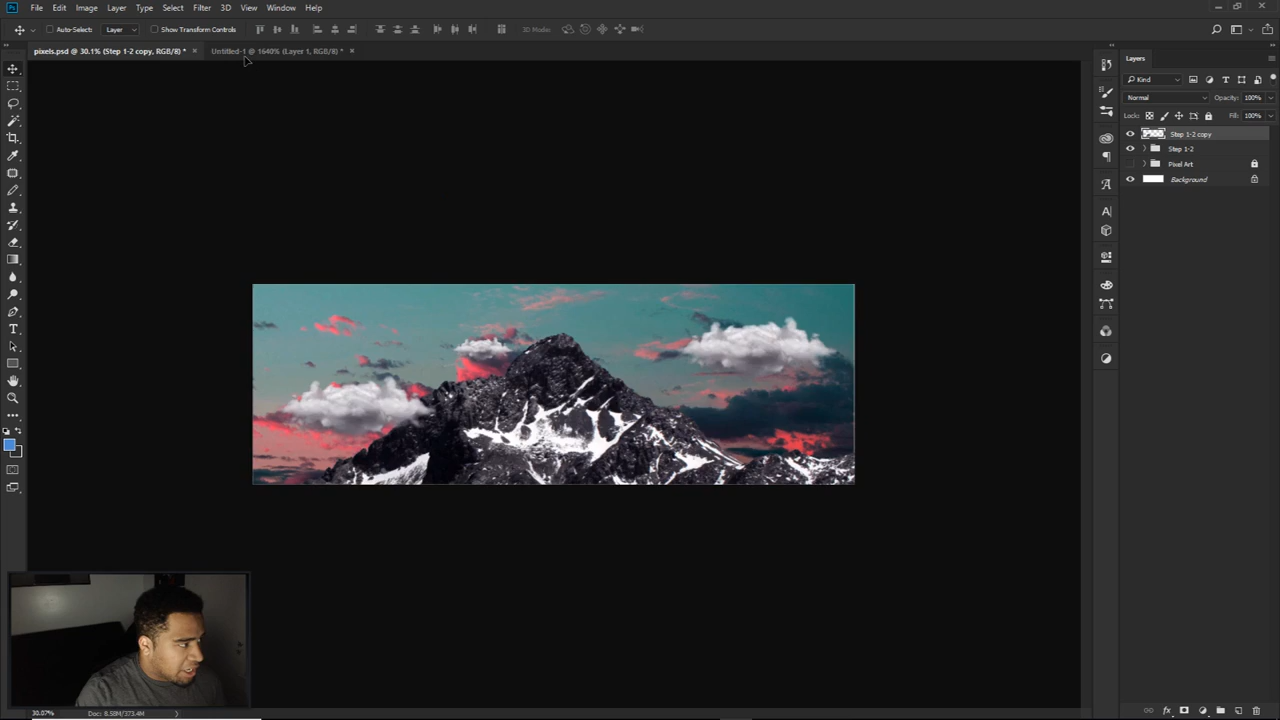 Ps File Edit Image Layer Type Select Filter 3D View Window Help
Auto-Select: Layer Show Transform Controls 3D Mode:
pixels.psd @ 30.1% (Step 1-2 copy, RGB/8) * × Untitled-1 @ 1640% (Layer 1, RGB/8) * ×
Layers
Kind
Normal Opacity: 100%
Lock: Fill: 100%
Step 1-2 copy
Step 1-2
Pixel Art
Background
30.07% Doc: 8.58M/373.4M